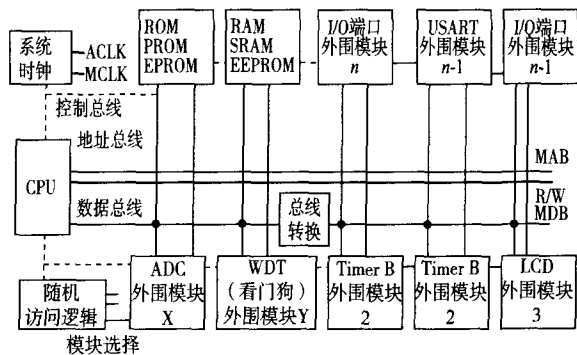 系统
时钟
ACLK
MCLK
ROM
PROM
EPROM
RAM
SRAM
EEPROM
I/O端口
外围模块
n
USART
外围模块
n-1
I/O端口
外围模块
n-1
控制总线
地址总线
CPU
MAB
数据总线
总线
转换
R/W
MDB
随机
访问逻辑
模块选择
ADC
外围模块
X
WDT
(看门狗)
外围模块Y
Timer B
外围模块
2
Timer B
外围模块
2
LCD
外围模块
3